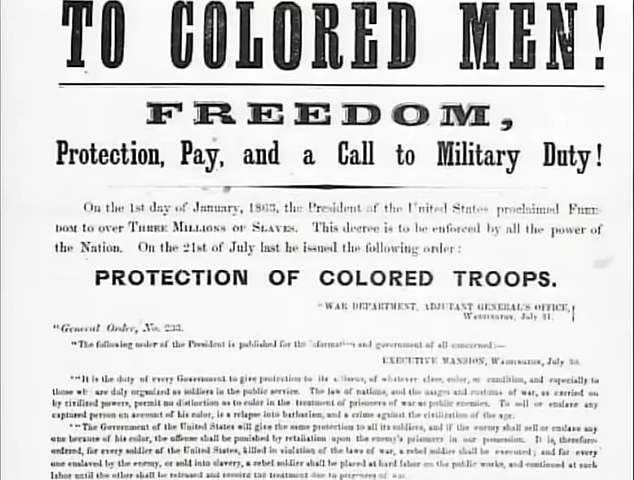 TO COLORED MEN!
FREEDOM,
Protection, Pay, and a Call to Military Duty!
On the 1st day of January, 1863, the President of the United States proclaimed FREE-
DOM to over THREE MILLIONS OF SLAVES. This decree is to be enforced by all the power of
the Nation. On the 21st of July last he issued the following order:
PROTECTION OF COLORED TROOPS.
"WAR DEPARTMENT, ADJUTANT GENERAL'S OFFICE,
WASHINGTON, July 21.
"General Order, No. 233.
"The following order of the President is published for the information and government of all concerned:—
EXECUTIVE MANSION, WASHINGTON, July 30.
"'It is the duty of every Government to give protection to its citizens, of whatever class, color, or condition, and especially to
those who are duly organized as soldiers in the public service. The law of nations, and the usages and customs of war, as carried on
by civilized powers, permit no distinction as to color in the treatment of prisoners of war as public enemies. To sell or enslave any
captured person on account of his color, is a relapse into barbarism, and a crime against the civilization of the age.
"'The Government of the United States will give the same protection to all its soldiers, and if the enemy shall sell or enslave any
one because of his color, the offense shall be punished by retaliation upon the enemy's prisoners in our possession. It is, therefore
ordered, for every soldier of the United States, killed in violation of the laws of war, a rebel soldier shall be executed; and for every
one enslaved by the enemy, or sold into slavery, a rebel soldier shall be placed at hard labor on the public works, and continued at such
labor until the other shall be released and receive the treatment due to prisoners of war.